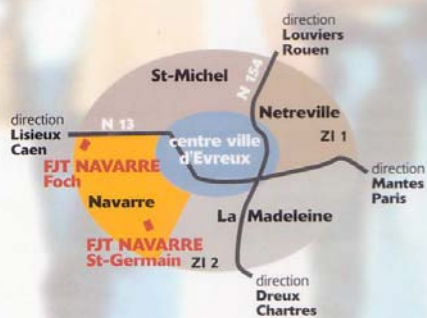 direction
Louviers
Rouen
St-Michel
N 154
Netreville
ZI 1
direction
Lisieux
Caen
N 13
centre ville
d'Evreux
FJT NAVARRE
Foch
Navarre
direction
Mantes
Paris
La Madeleine
FJT NAVARRE
St-Germain
ZI 2
direction
Dreux
Chartres